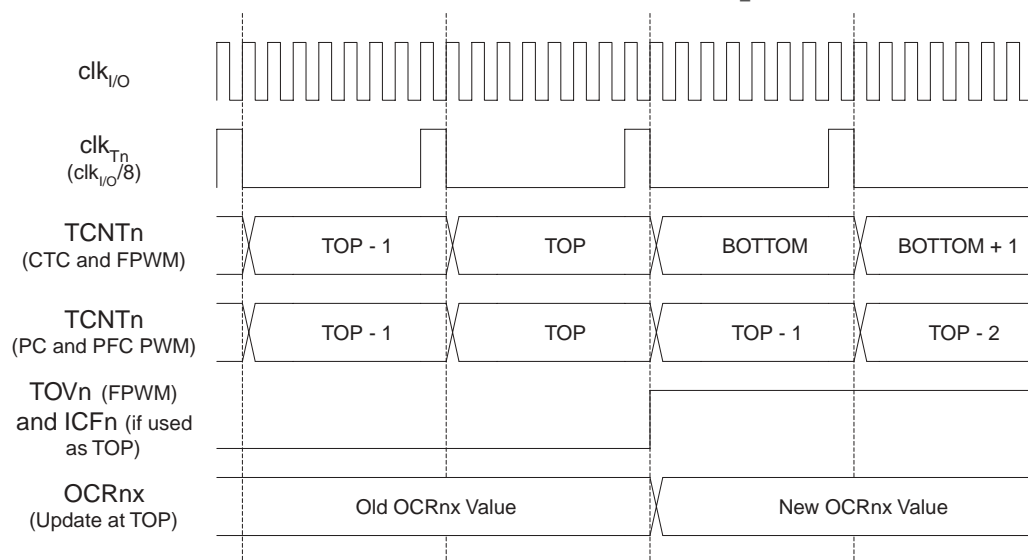 clkI/O
clkTn
(clkI/O/8)
TCNTn
(CTC and FPWM)
TOP - 1
TOP
BOTTOM
BOTTOM + 1
TCNTn
(PC and PFC PWM)
TOP - 1
TOP
TOP - 1
TOP - 2
TOVn (FPWM)
and ICFn (if used
as TOP)
OCRnx
(Update at TOP)
Old OCRnx Value
New OCRnx Value